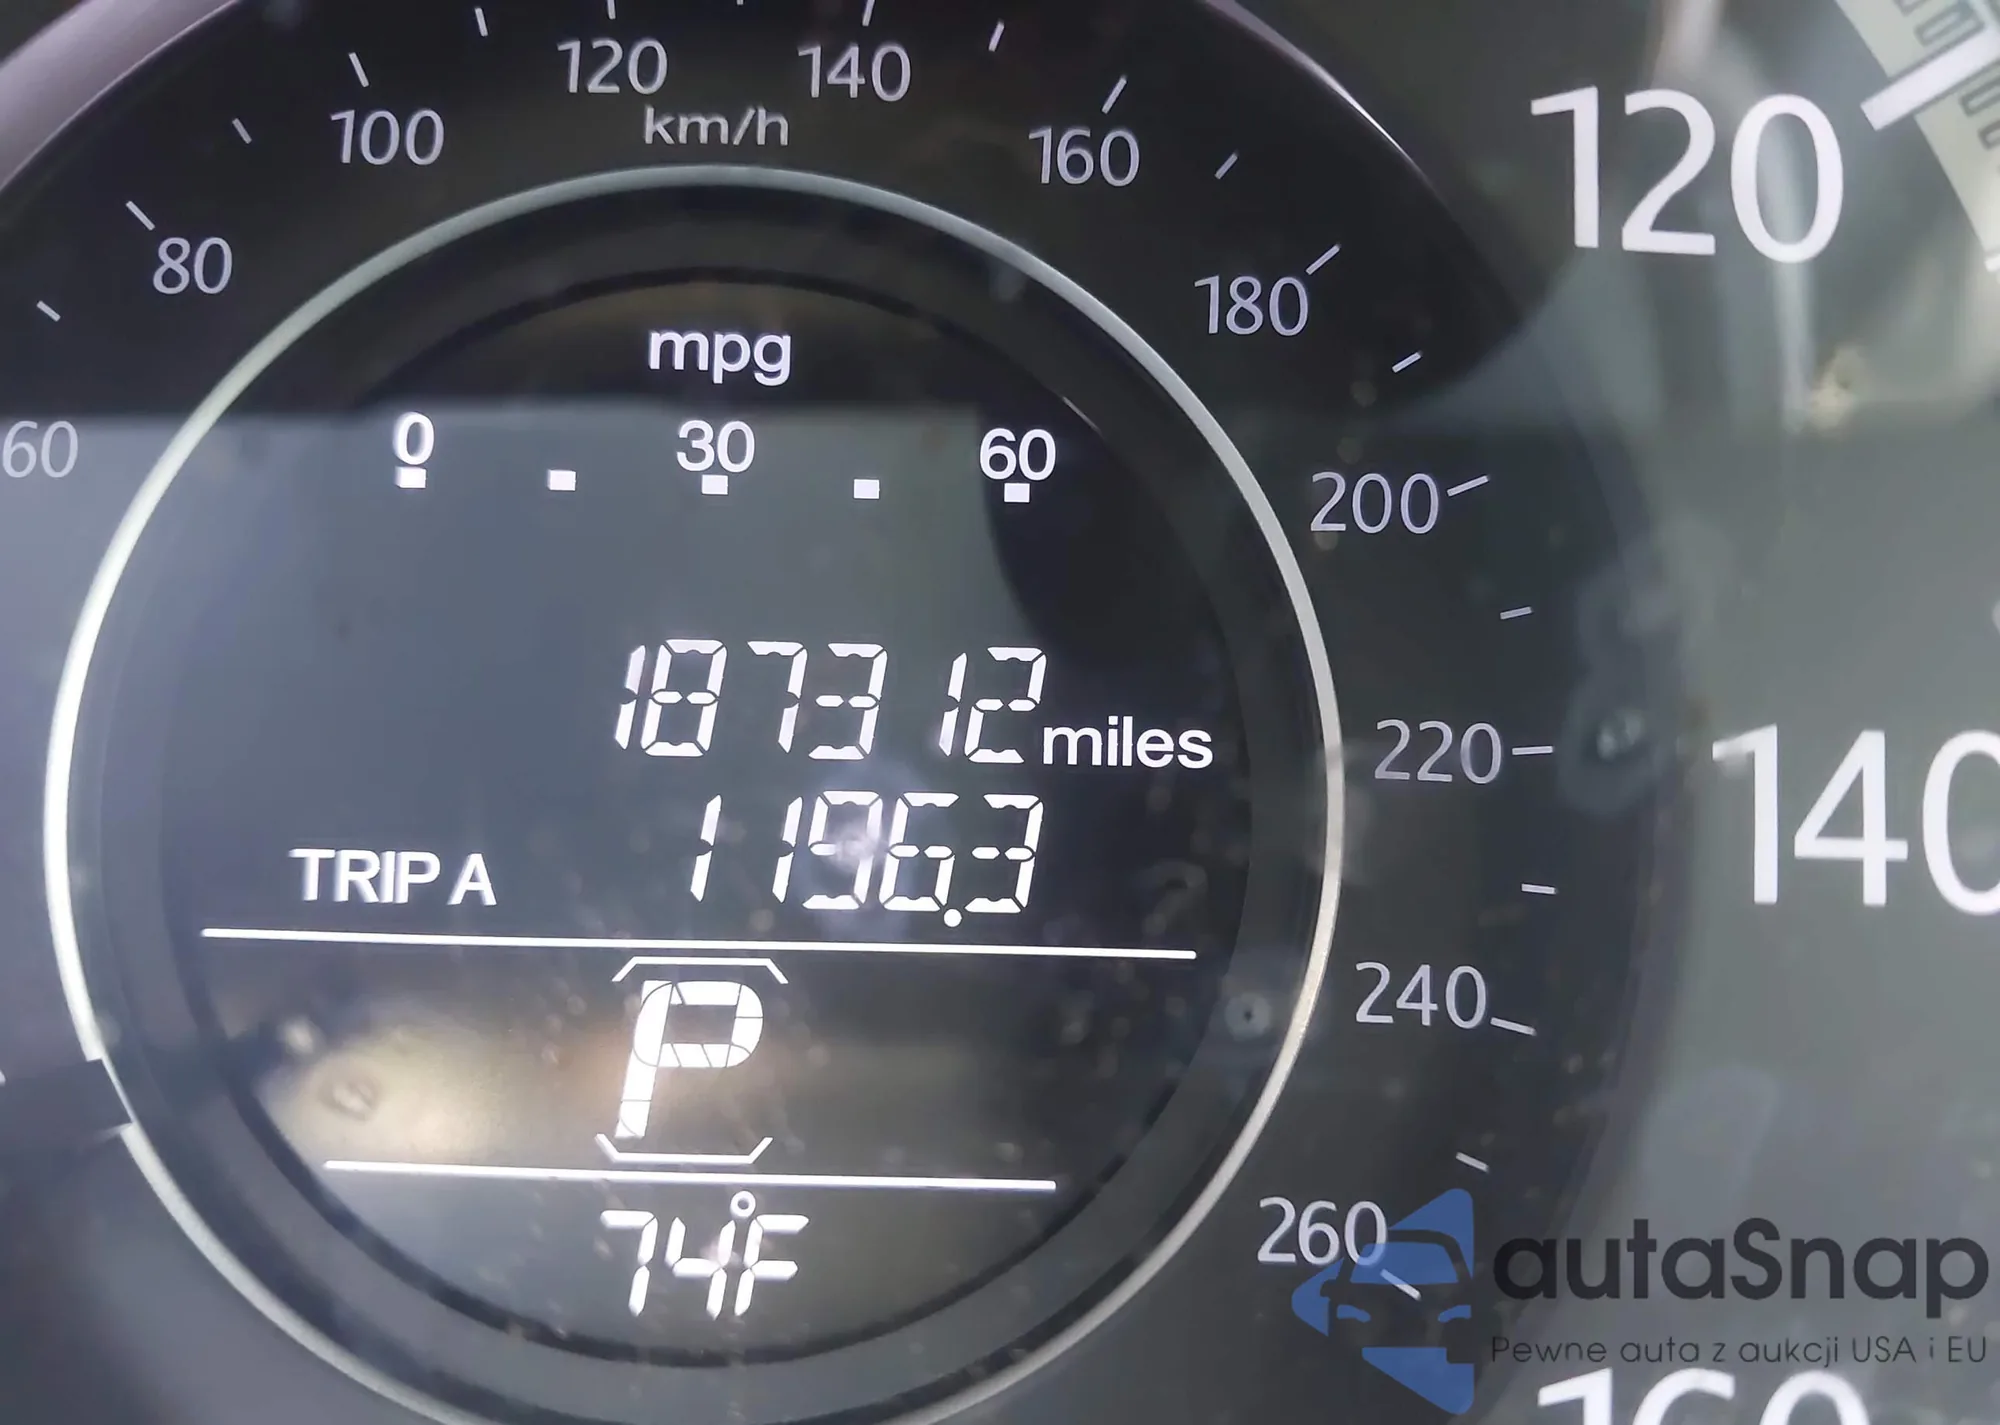 120 140
100 km/h 160
120
80 180
mpg
0 30 60
60 200
187312 miles
220
140
TRIP A 1196.3
240
P
74°F
260
autaSnap
Pewne auta z aukcji USA i EU
160